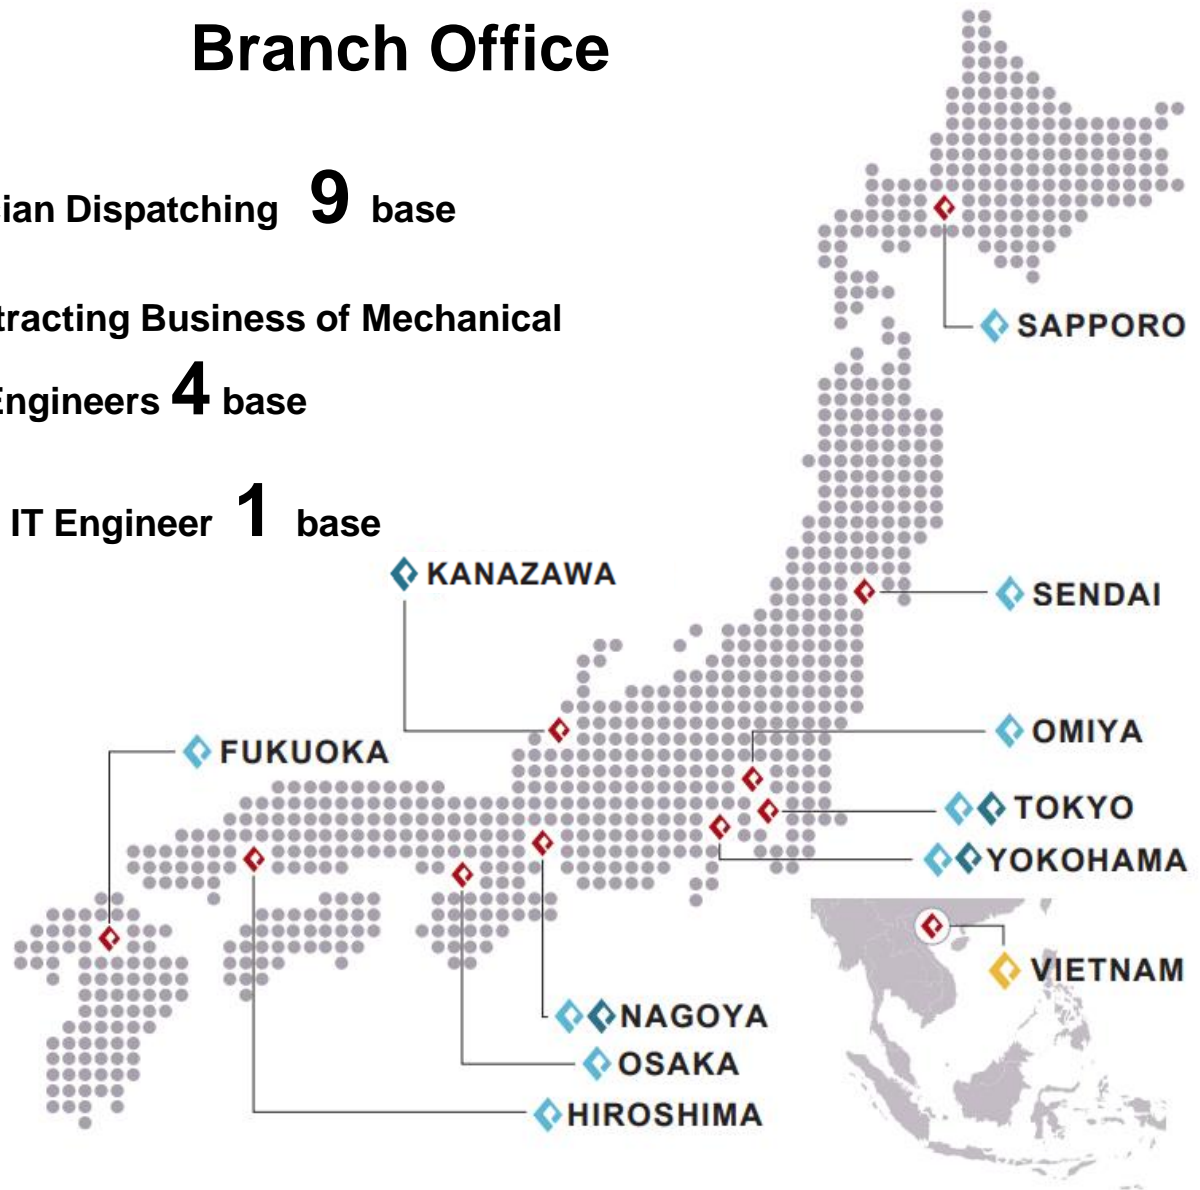 Branch Office
ian Dispatching 9 base
tracting Business of Mechanical
Engineers 4 base
IT Engineer 1 base
KANAZAWA
FUKUOKA
SAPPORO
SENDAI
OMIYA
TOKYO
YOKOHAMA
VIETNAM
NAGOYA
OSAKA
HIROSHIMA